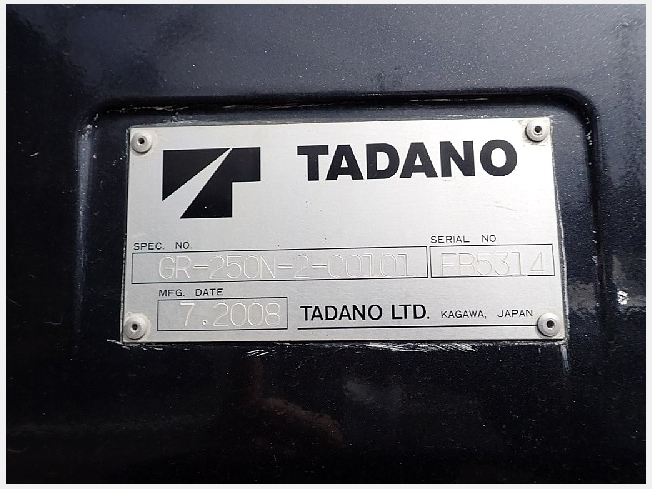 TADANO
SPEC. NO. SERIAL NO
GR-250N-2-00101 FB5314
MFG. DATE
7.2008 TADANO LTD. KAGAWA, JAPAN